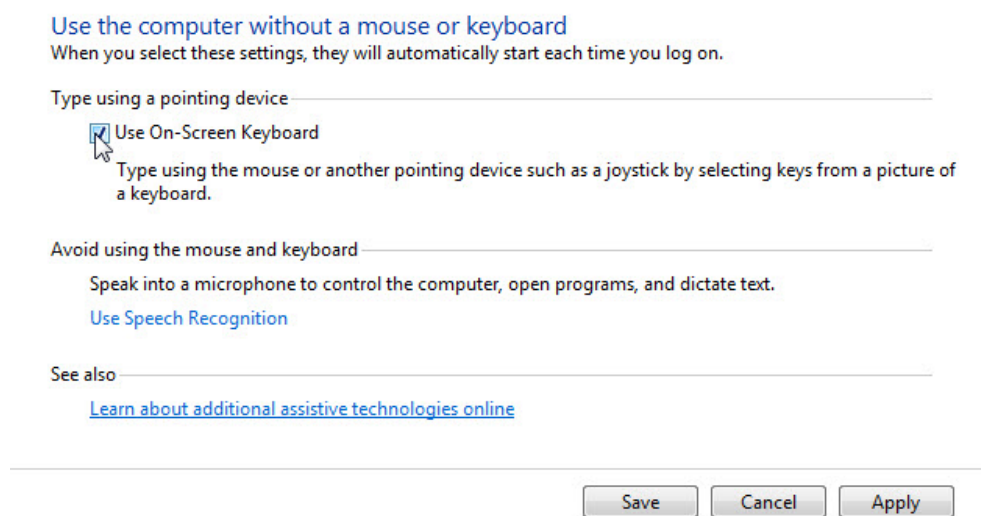 Use the computer without a mouse or keyboard
When you select these settings, they will automatically start each time you log on.
Type using a pointing device
Use On-Screen Keyboard
Type using the mouse or another pointing device such as a joystick by selecting keys from a picture of
a keyboard.
Avoid using the mouse and keyboard
Speak into a microphone to control the computer, open programs, and dictate text.
Use Speech Recognition
See also
Learn about additional assistive technologies online
Save Cancel Apply